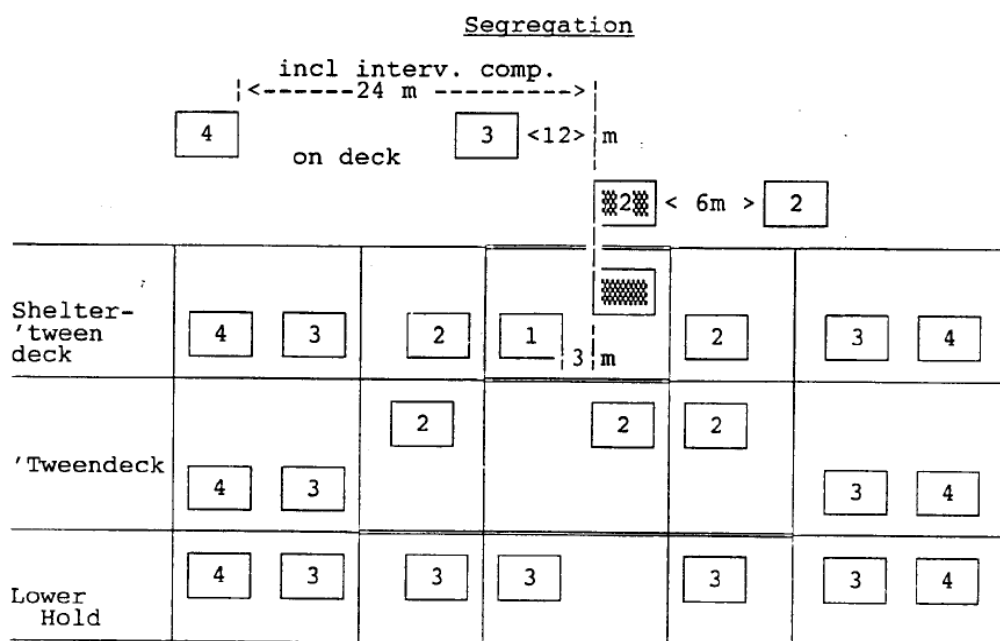 Segregation
incl interv. comp.
|<------24 m ---------->
4 3 <12> m
on deck
2 < 6m > 2
Shelter-
'tween
deck
4 3 2 1 2 3 4
3 m
2 2 2
'Tweendeck
4 3 3 4
4 3 3 3 3 3 4
Lower
Hold